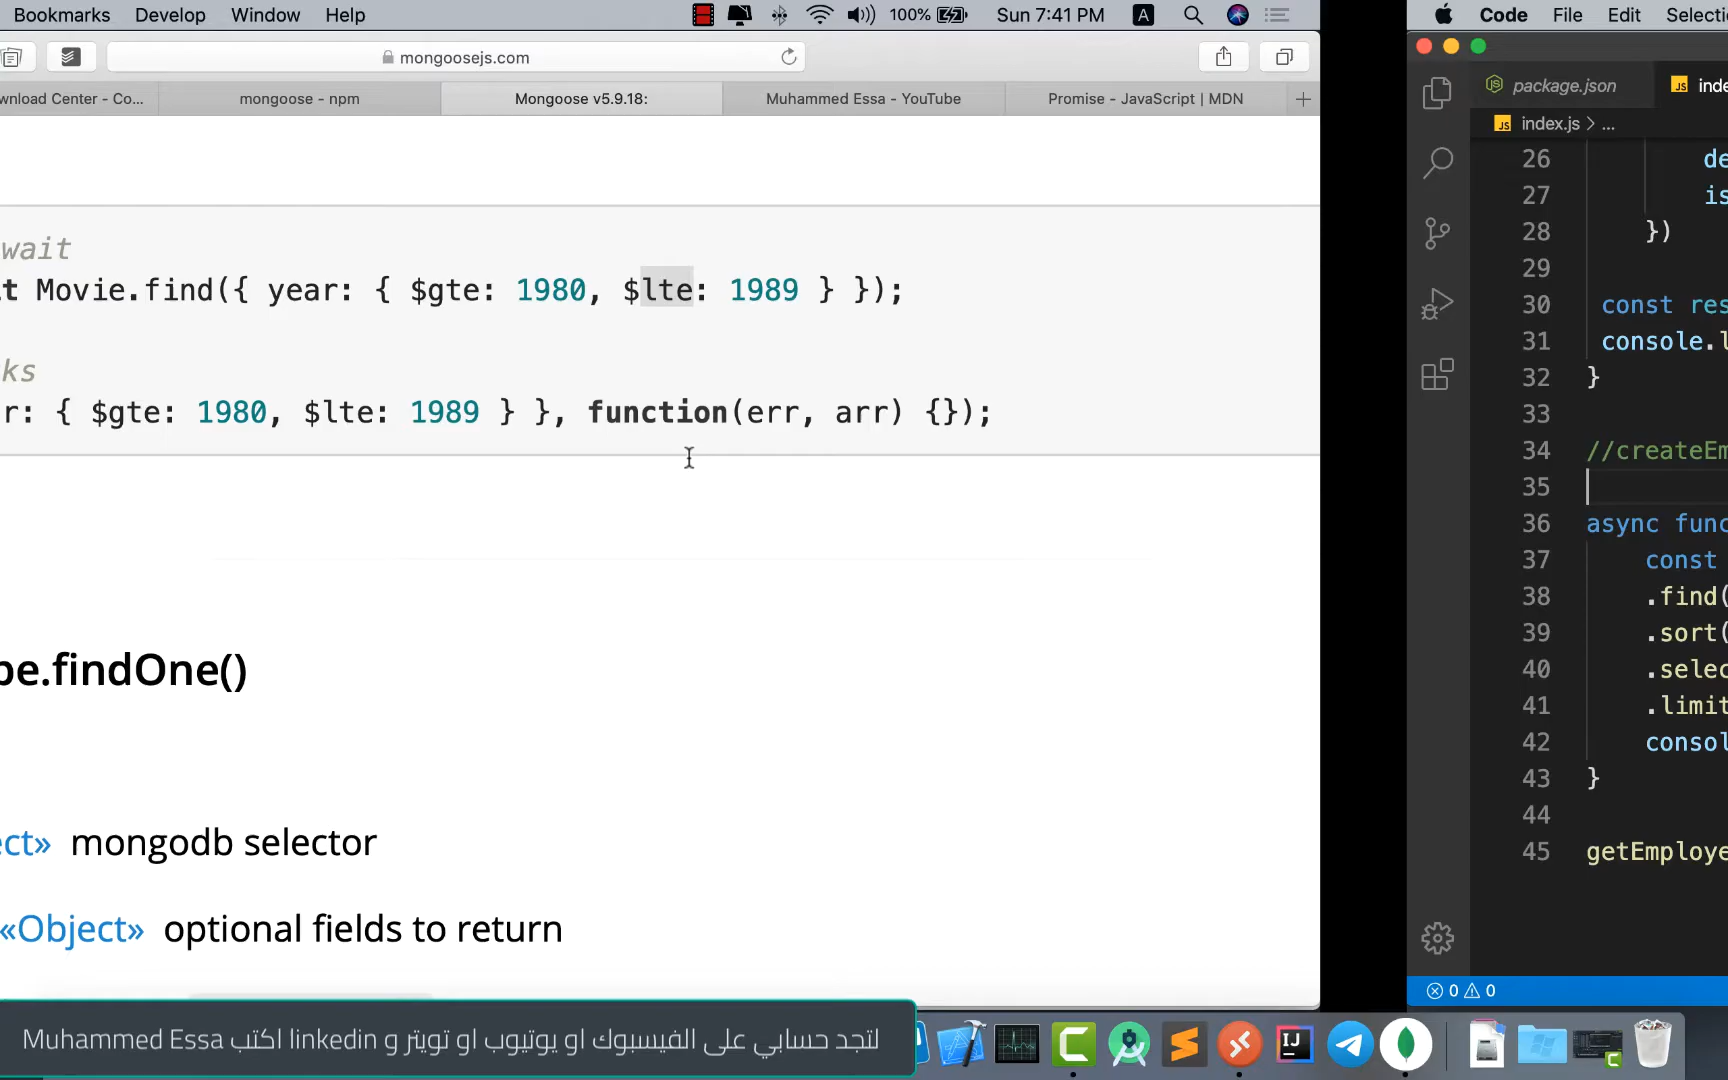 Bookmarks Develop Window Help 100% Sun 7:41 PM A
Code File Edit Selecti
mongoosejs.com
wnload Center - Co... mongoose - npm Mongoose v5.9.18: Muhammed Essa - YouTube Promise - JavaScript | MDN
wait
t Movie.find({ year: { $gte: 1980, $lte: 1989 } });
ks
r: { $gte: 1980, $lte: 1989 } }, function(err, arr) {});
pe.findOne()
ect» mongodb selector
«Object» optional fields to return
package.json JS inde
JS index.js > ...
26 de
27 is
28 })
29
30 const res
31 console.l
32 }
33
34 //createEm
35
36 async func
37 const
38 .find(
39 .sort(
40 .selec
41 .limit
42 consol
43 }
44
45 getEmploye
0 0
لتجد حسابي على الفيسبوك او يوتيوب او تويتر و linkedin اكتب Muhammed Essa
IJ